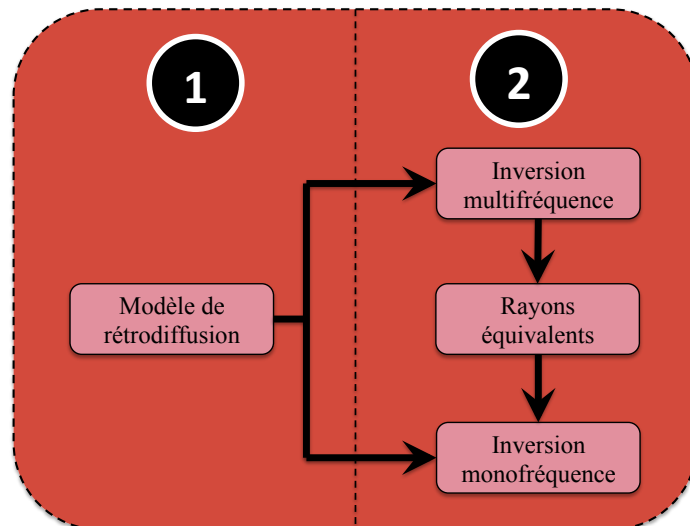 1
2
Inversion
multifréquence
Modèle de
rétrodiffusion
Rayons
équivalents
Inversion
monofréquence